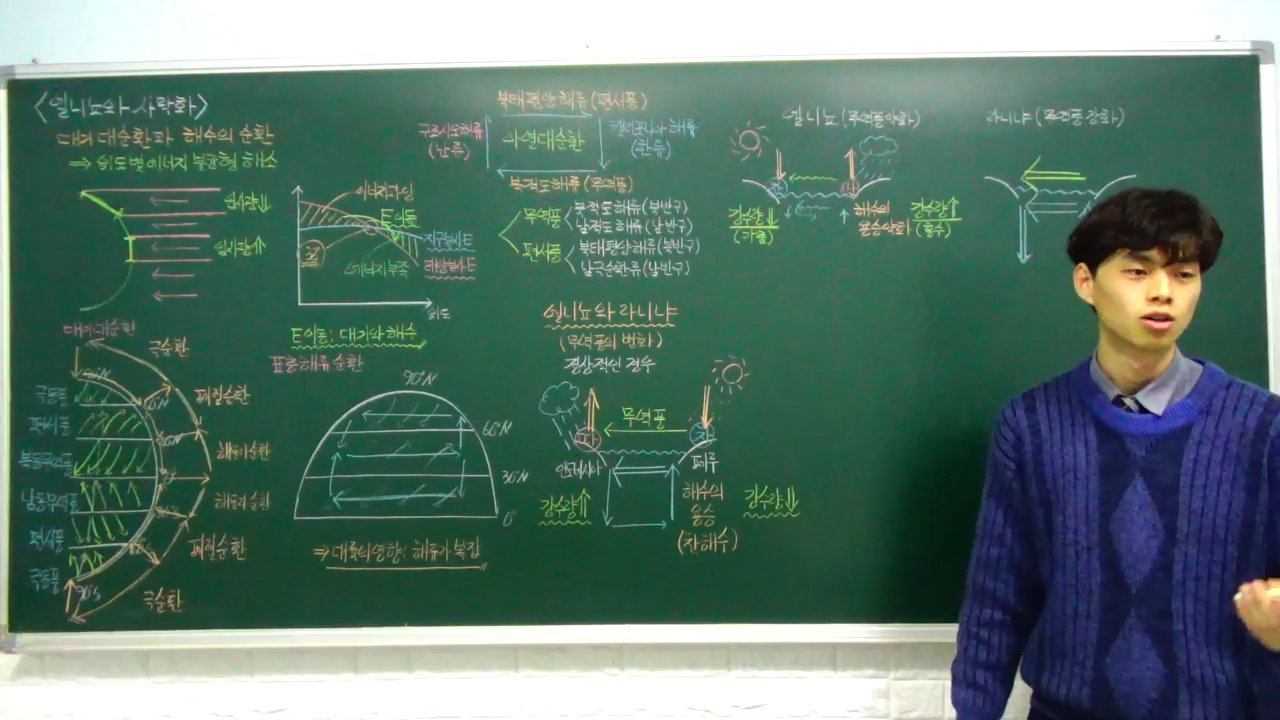 <엘니뇨와 사막화>
대기 대순환과 해수의 순환
⇒ 위도별 에너지 불균형 해소
일사량↓
일사량↑
에너지과잉
E이동
지구복사E
태양복사E
에너지 부족
위도
E이동: 대기와 해수
북태평양 해류 (편서풍)
쿠로시오해류
(난류)
아열대순환
캘리포니아 해류
(한류)
북적도해류 (무역풍)
무역풍
북적도 해류 (북반구)
남적도 해류 (남반구)
편서풍
북태평양해류 (북반구)
남극순환류 (남반구)
엘니뇨 (무역풍약화)
강수량↓
(가뭄)
해수의
용승약화
강수량↑
(홍수)
라니냐 (무역풍 강화)
대기대순환
극순환
페렐순환
해들리순환
해들리순환
페렐순환
극순환
극동풍
편서풍
북동무역풍
남동무역풍
편서풍
극동풍
90°N
90°S
표층해류 순환
90°N
60°N
30°N
0°
⇒ 대륙의 영향: 해류가 복잡
엘니뇨와 라니냐
(무역풍의 변화)
정상적인 경우
무역풍
인도네시아
페루
강수량↑
해수의
용승
(찬해수)
강수량↓